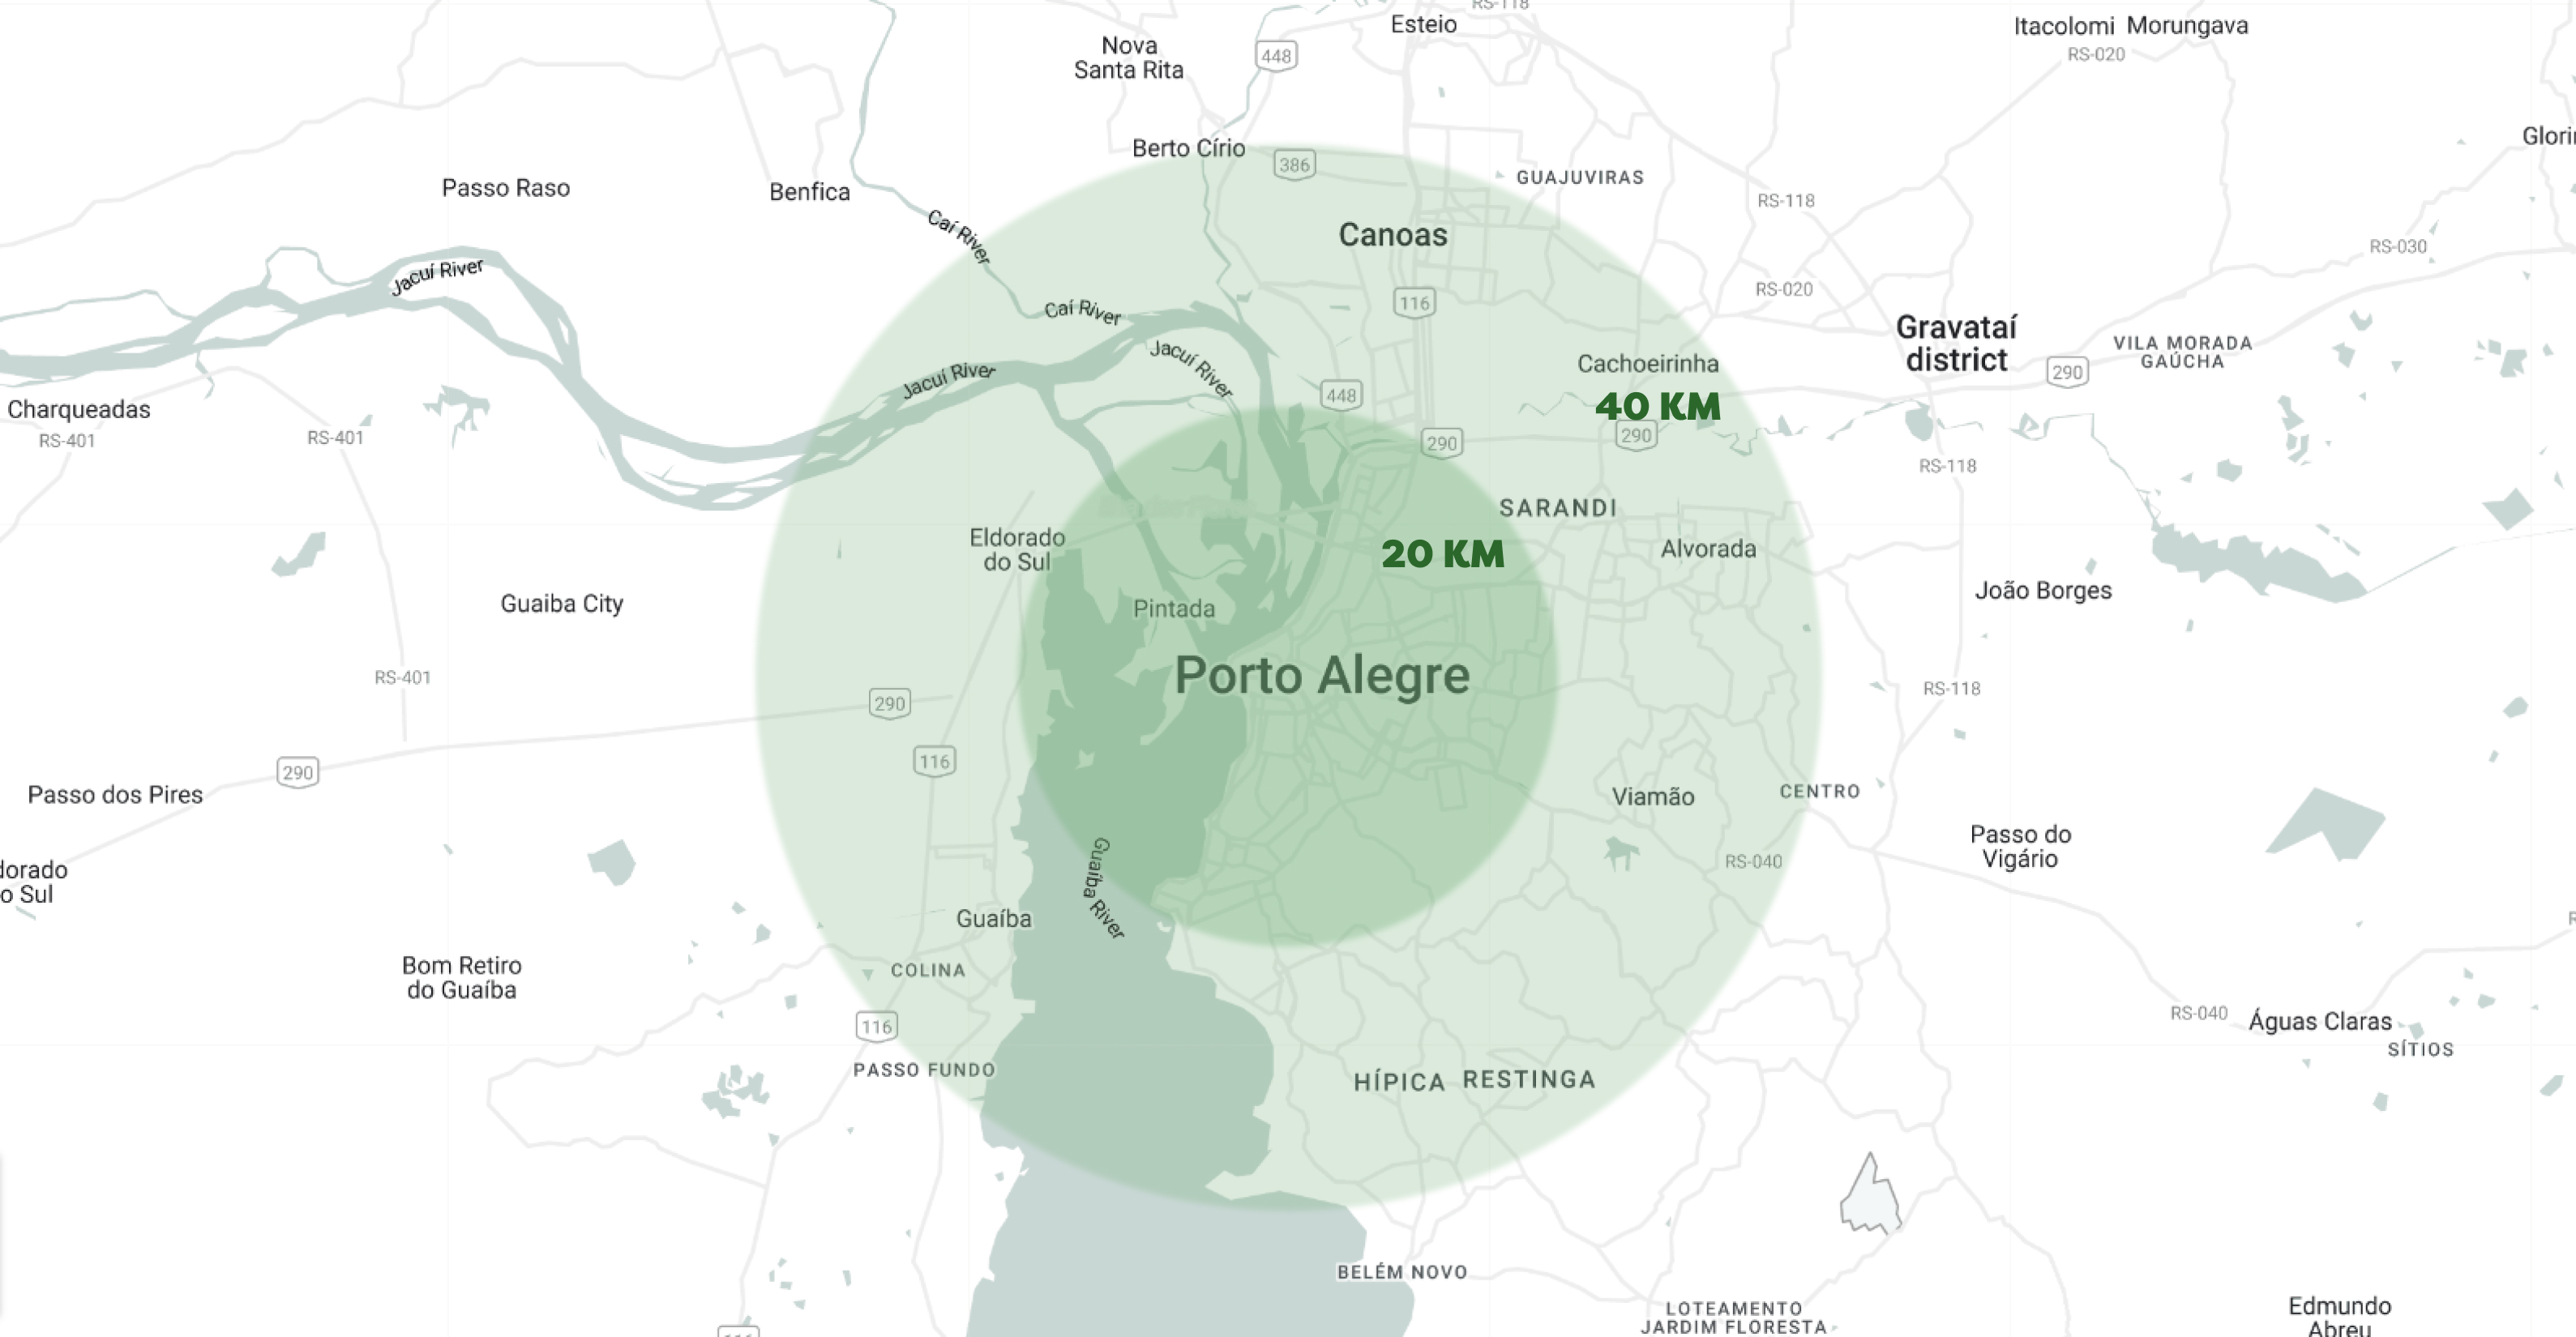 RS-118
Esteio
Itacolomi Morungava
Nova
Santa Rita
448
RS-020
Glori
Berto Círio
386
Passo Raso
Benfica
GUAJUVIRAS
RS-118
Caí River
Canoas
RS-030
Jacuí River
116
RS-020
Caí River
Gravataí
district
VILA MORADA
GAÚCHA
290
Jacuí River
Jacuí River
Cachoeirinha
448
40 KM
Charqueadas
RS-401
RS-401
290
290
RS-118
SARANDI
Eldorado
do Sul
20 KM
Alvorada
Guaiba City
Pintada
João Borges
RS-401
Porto Alegre
RS-118
290
116
290
Passo dos Pires
Viamão
CENTRO
Passo do
Vigário
RS-040
dorado
o Sul
Guaíba River
Guaíba
COLINA
Bom Retiro
do Guaíba
116
RS-040
Águas Claras
SÍTIOS
PASSO FUNDO
HÍPICA
RESTINGA
BELÉM NOVO
LOTEAMENTO
JARDIM FLORESTA
Edmundo
Abreu